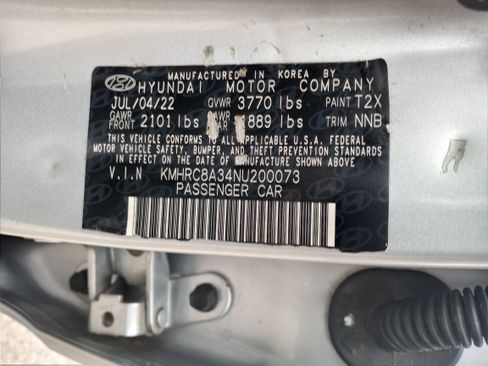 MANUFACTURED IN KOREA BY
HYUNDAI MOTOR COMPANY
JUL/04/22 GVWR 3770 lbs PAINT T2X
GAWR FRONT 2101 lbs 1889 lbs TRIM NNB
THIS VEHICLE CONFORMS TO ALL APPLICABLE U.S.A. FEDERAL
MOTOR VEHICLE SAFETY, BUMPER, AND THEFT PREVENTION STANDARDS
IN EFFECT ON THE DATE OF MANUFACTURE SHOWN ABOVE
V.I.N KMHRC8A34NU200073
PASSENGER CAR